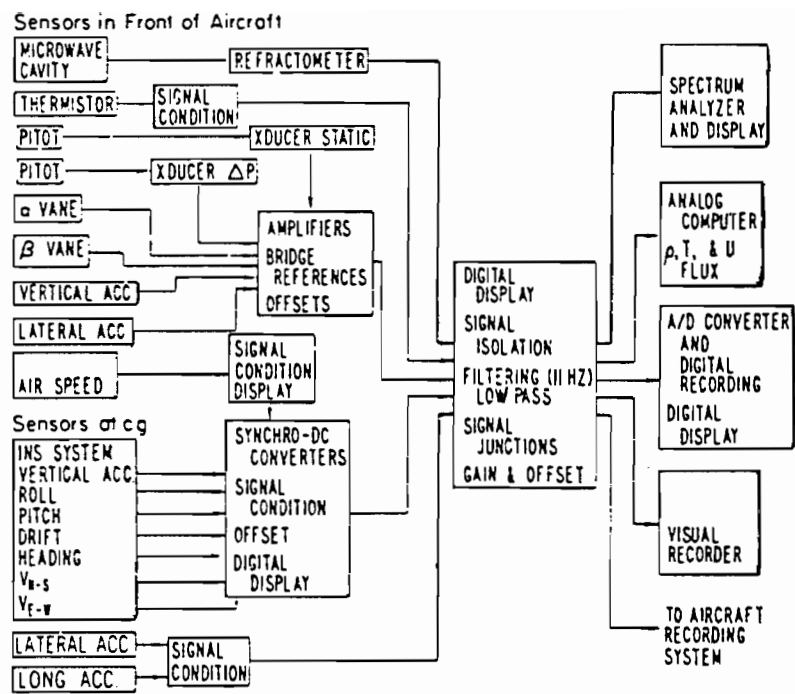 Sensors in Front of Aircraft
MICROWAVE
CAVITY
REFRACTOMETER
THERMISTOR
SIGNAL
CONDITION
PITOT
XDUCER STATIC
PITOT
XDUCER ΔP
α VANE
β VANE
VERTICAL ACC
LATERAL ACC
AIR SPEED
AMPLIFIERS
BRIDGE
REFERENCES
OFFSETS
SIGNAL
CONDITION
DISPLAY
Sensors at cg
INS SYSTEM
VERTICAL ACC
ROLL
PITCH
DRIFT
HEADING
VN-S
VE-W
SYNCHRO-DC
CONVERTERS
SIGNAL
CONDITION
OFFSET
DIGITAL
DISPLAY
LATERAL ACC
LONG ACC.
SIGNAL
CONDITION
DIGITAL
DISPLAY
SIGNAL
ISOLATION
FILTERING (11 HZ)
LOW PASS
SIGNAL
JUNCTIONS
GAIN & OFFSET
SPECTRUM
ANALYZER
AND DISPLAY
ANALOG
COMPUTER
ρ, T, & U
FLUX
A/D CONVERTER
AND
DIGITAL
RECORDING
DIGITAL
DISPLAY
VISUAL
RECORDER
TO AIRCRAFT
RECORDING
SYSTEM